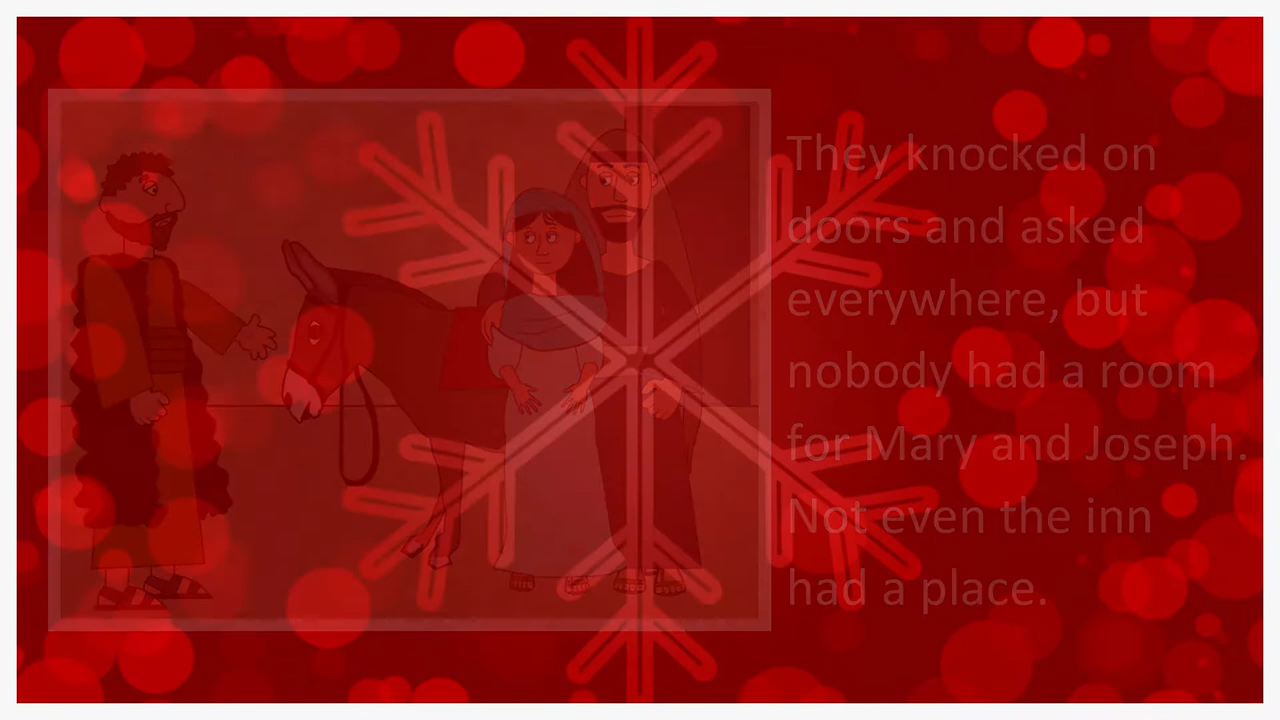 They knocked on
doors and asked
everywhere, but
nobody had a room
for Mary and Joseph.
Not even the inn
had a place.